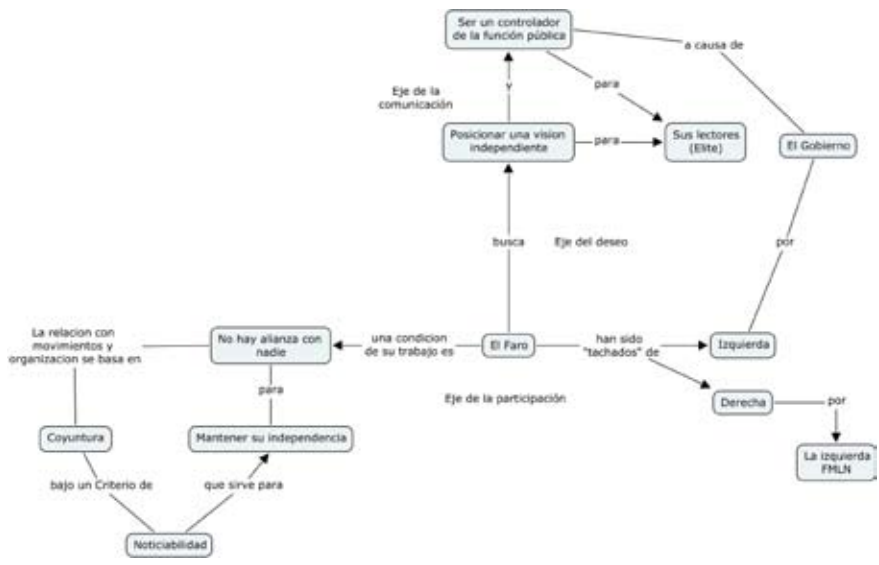 Ser un controlador
de la función pública
a causa de
Eje de la
comunicación
y
para
Posicionar una vision
independiente
para
Sus lectores
(Elite)
El Gobierno
busca
Eje del deseo
por
La relacion con
movimientos y
organizacion se basa en
No hay alianza con
nadie
una condicion
de su trabajo es
El Faro
han sido
"tachados" de
Izquierda
para
Eje de la participación
Derecha
por
Coyuntura
Mantener su independencia
La izquierda
FMLN
bajo un Criterio de
que sirve para
Noticiabilidad